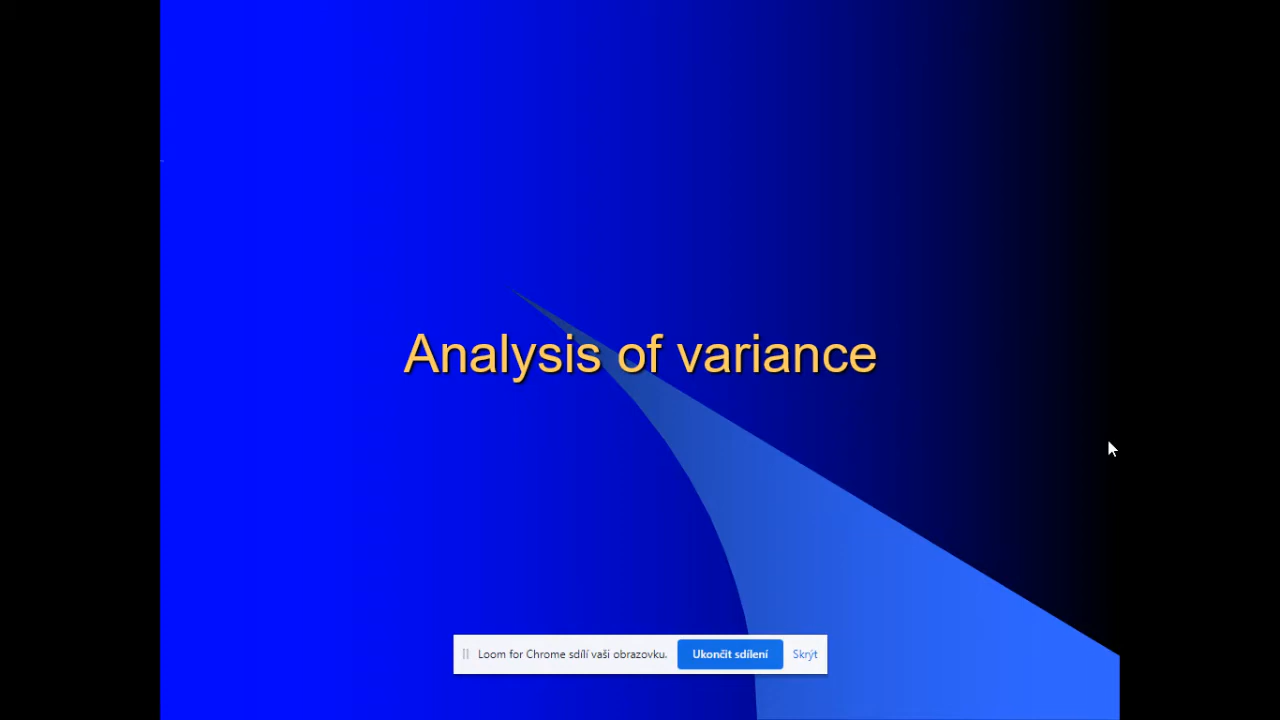 Analysis of variance
Loom for Chrome sdílí vaši obrazovku. Ukončit sdílení Skrýt